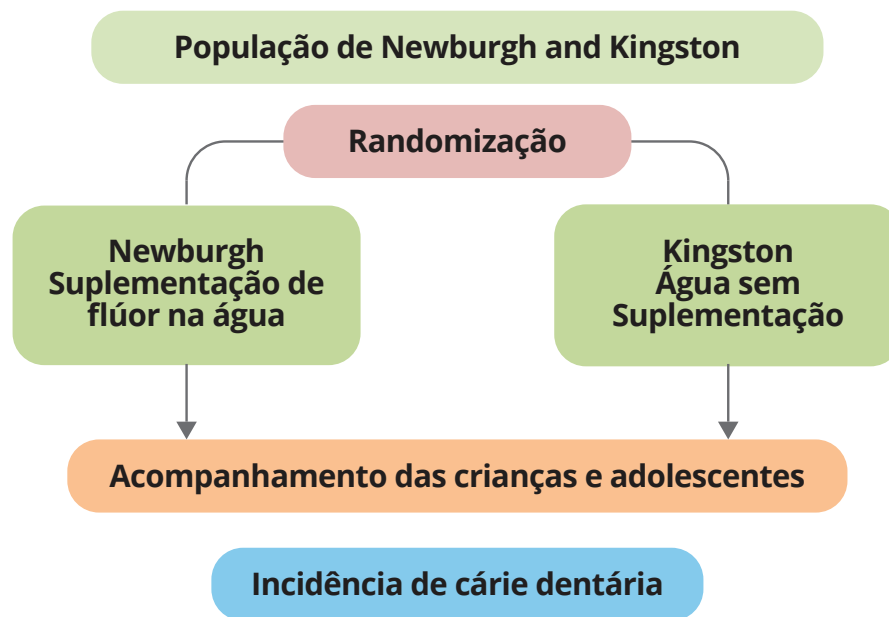 População de Newburgh and Kingston
Randomização
Newburgh
Suplementação de
flúor na água
Kingston
Água sem
Suplementação
Acompanhamento das crianças e adolescentes
Incidência de cárie dentária